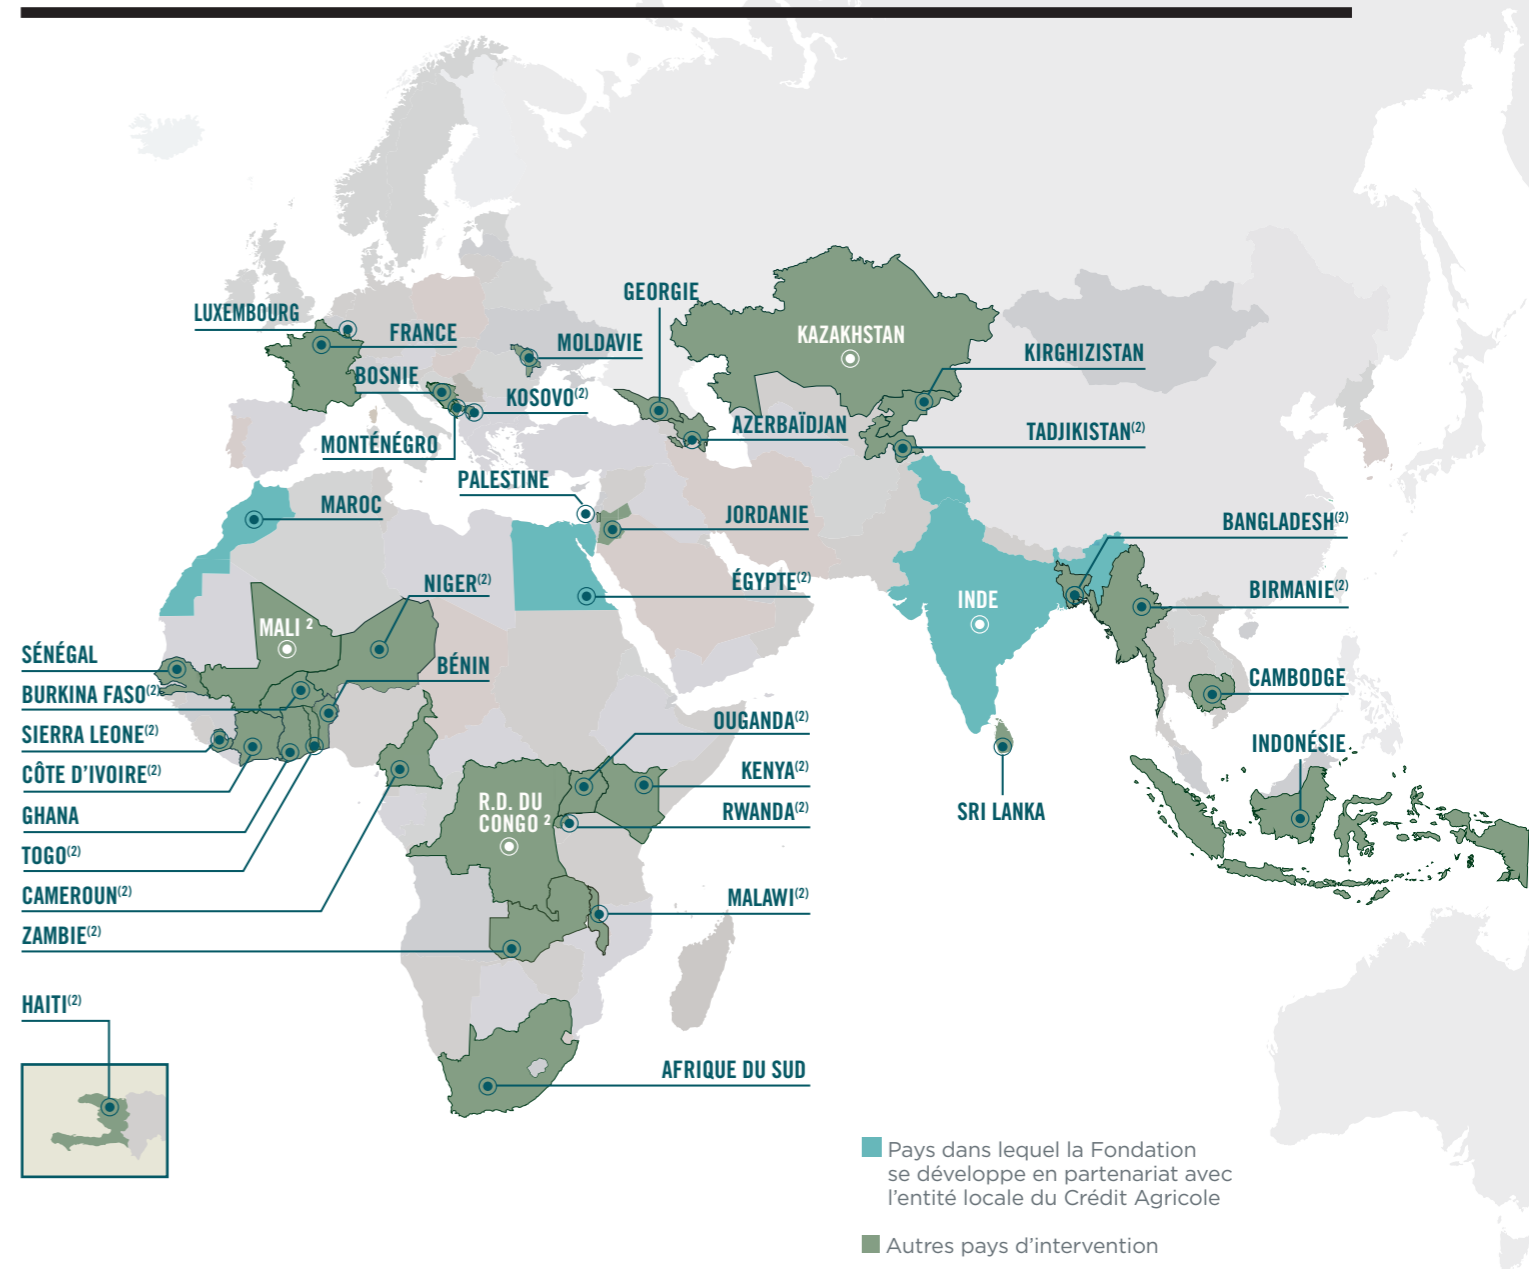 GEORGIE
LUXEMBOURG
FRANCE
MOLDAVIE
KAZAKHSTAN
KIRGHIZISTAN
BOSNIE
KOSOVO(2)
AZERBAÏDJAN
TADJIKISTAN(2)
MONTÉNÉGRO
PALESTINE
MAROC
JORDANIE
BANGLADESH(2)
NIGER(2)
ÉGYPTE(2)
INDE
BIRMANIE(2)
MALI 2
SÉNÉGAL
BÉNIN
CAMBODGE
BURKINA FASO(2)
OUGANDA(2)
SIERRA LEONE(2)
INDONÉSIE
CÔTE D'IVOIRE(2)
KENYA(2)
R.D. DU
CONGO 2
RWANDA(2)
SRI LANKA
GHANA
TOGO(2)
CAMEROUN(2)
MALAWI(2)
ZAMBIE(2)
HAITI(2)
AFRIQUE DU SUD
Pays dans lequel la Fondation
se développe en partenariat avec
l'entité locale du Crédit Agricole
Autres pays d'intervention